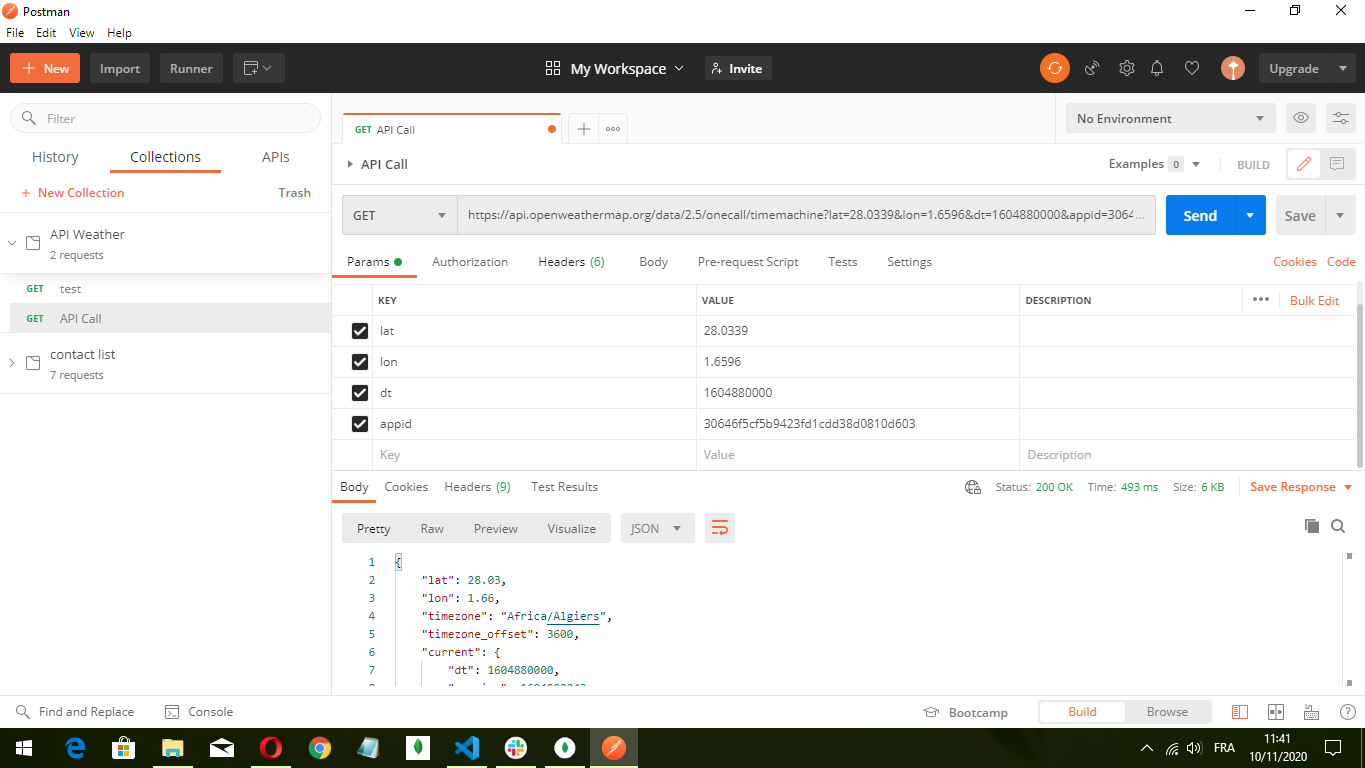 Postman
File Edit View Help
New Import Runner My Workspace Invite Upgrade
Filter
History Collections APIs
New Collection Trash
API Weather
2 requests
GET test
GET API Call
contact list
7 requests
GET API Call
No Environment
API Call
Examples 0 BUILD
GET https://api.openweathermap.org/data/2.5/onecall/timemachine?lat=28.0339&lon=1.6596&dt=1604880000&appid=3064... Send Save
Params Authorization Headers (6) Body Pre-request Script Tests Settings Cookies Code
KEY VALUE DESCRIPTION Bulk Edit
lat 28.0339
lon 1.6596
dt 1604880000
appid 30646f5cf5b9423fd1cdd38d0810d603
Key Value Description
Body Cookies Headers (9) Test Results Status: 200 OK Time: 493 ms Size: 6 KB Save Response
Pretty Raw Preview Visualize JSON
1 {
2 "lat": 28.03,
3 "lon": 1.66,
4 "timezone": "Africa/Algiers",
5 "timezone_offset": 3600,
6 "current": {
7 "dt": 1604880000,
Find and Replace Console Bootcamp Build Browse
FRA
11:41
10/11/2020